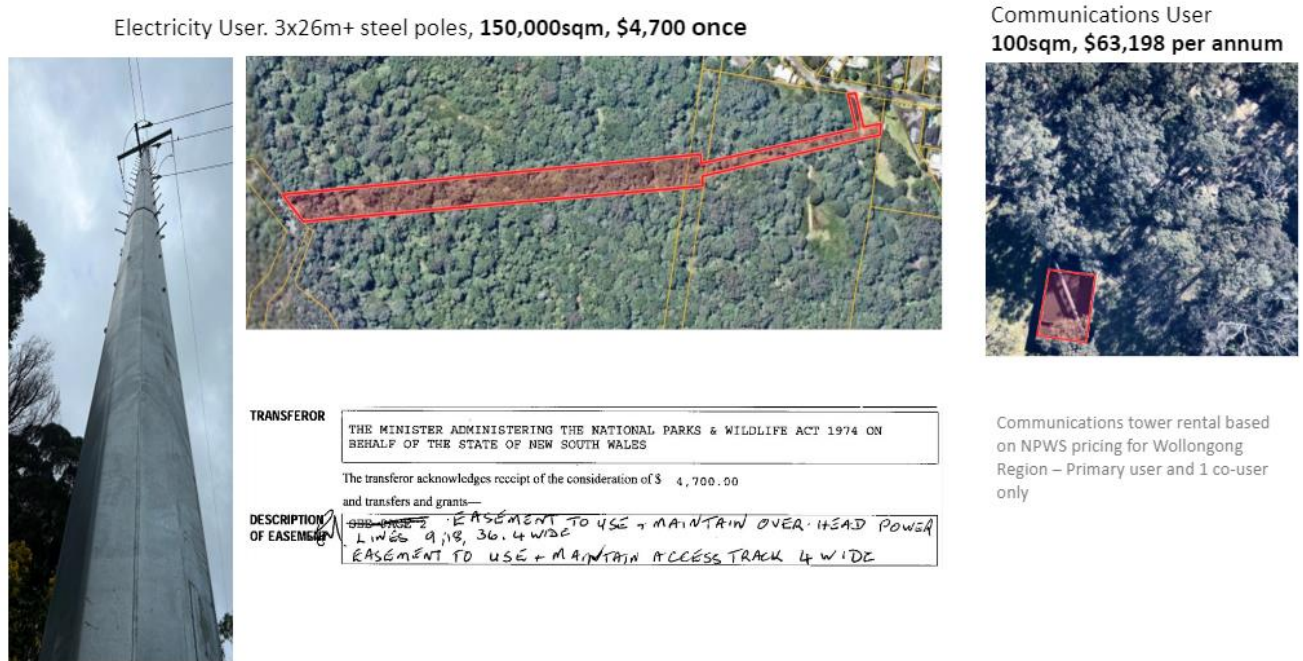 Electricity User. 3x26m+ steel poles, 150,000sqm, $4,700 once
Communications User
100sqm, $63,198 per annum
TRANSFEROR
THE MINISTER ADMINISTERING THE NATIONAL PARKS & WILDLIFE ACT 1974 ON
BEHALF OF THE STATE OF NEW SOUTH WALES
The transferor acknowledges receipt of the consideration of $ 4,700.00
and transfers and grants—
DESCRIPTION
OF EASEMENT
SEE PAGE 2 . EASEMENT TO USE + MAINTAIN OVER. HEAD POWER
LINES 9, 18, 36.4 WIDE
EASEMENT TO USE + MAINTAIN ACCESS TRACK 4 WIDE
Communications tower rental based
on NPWS pricing for Wollongong
Region – Primary user and 1 co-user
only